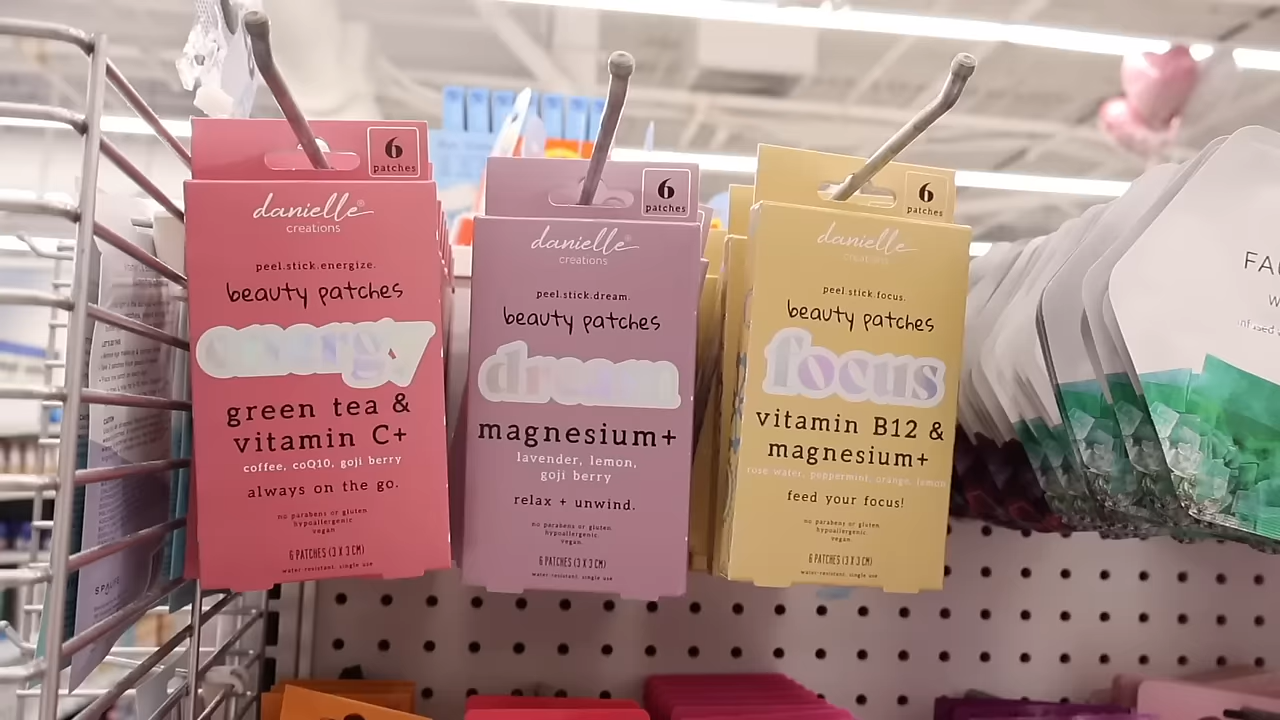 6
patches
danielle®
creations
peel.stick.energize.
beauty patches
energy
green tea &
vitamin C+
coffee, coQ10, goji berry
always on the go.
no parabens or gluten.
hypoallergenic
vegan
6 PATCHES (3 X 3 CM)
water-resistant, single use
6
patches
danielle®
creations
peel.stick.dream.
beauty patches
dream
magnesium+
lavender, lemon,
goji berry
relax + unwind.
no parabens or gluten.
hypoallergenic
vegan.
6 PATCHES (3 X 3 CM)
water-resistant, single use
6
patches
danielle
creations
peel.stick.focus.
beauty patches
focus
vitamin B12 &
magnesium+
rose water, peppermint, orange, lemon
feed your focus!
no parabens or gluten.
hypoallergenic.
vegan.
6 PATCHES (3 X 3 CM)
water-resistant, single use